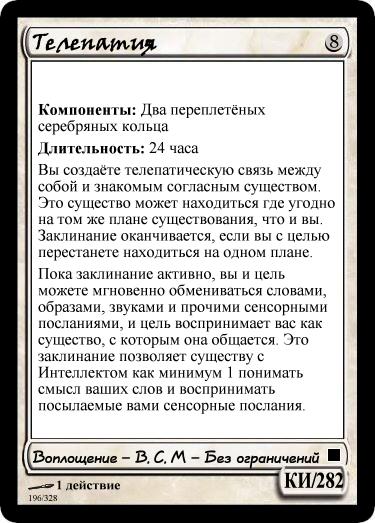 Телепатия 8
Компоненты: Два переплетёных
серебряных кольца
Длительность: 24 часа
Вы создаёте телепатическую связь между
собой и знакомым согласным существом.
Это существо может находиться где угодно
на том же плане существования, что и вы.
Заклинание оканчивается, если вы с целью
перестанете находиться на одном плане.
Пока заклинание активно, вы и цель
можете мгновенно обмениваться словами,
образами, звуками и прочими сенсорными
посланиями, и цель воспринимает вас как
существо, с которым она общается. Это
заклинание позволяет существу с
Интеллектом как минимум 1 понимать
смысл ваших слов и воспринимать
посылаемые вами сенсорные послания.
Воплощение – В, С, М – Без ограничений
КИ/282
1 действие
196/328